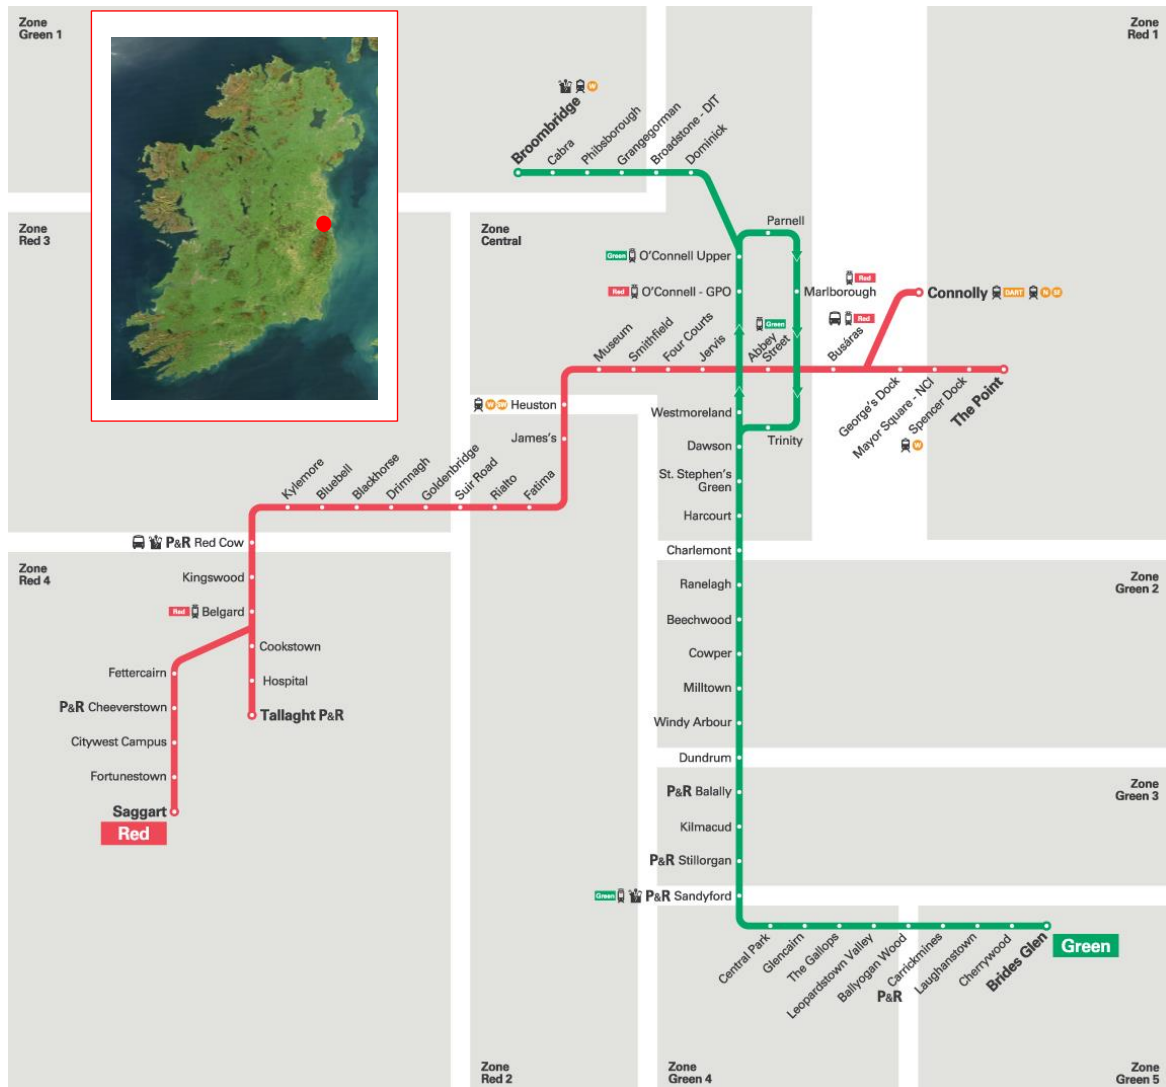 Zone
Green 1
Zone
Red 1
Broombridge
Cabra
Phibsborough
Grangegorman
Broadstone - DIT
Dominick
W
Zone
Red 3
Zone
Central
Parnell
Green O'Connell Upper
Red O'Connell - GPO
Marlborough
Red
Connolly DART N M
Museum
Smithfield
Four Courts
Jervis
Green
Abbey
Street
Red
Busáras
George's Dock
Mayor Square - NCI
Spencer Dock
W
The Point
W SW Heuston
James's
Westmoreland
Trinity
Dawson
St. Stephen's
Green
Harcourt
Charlemont
Kylemore
Bluebell
Blackhorse
Drimnagh
Goldenbridge
Suir Road
Rialto
Fatima
P&R Red Cow
Zone
Red 4
Kingswood
Red Belgard
Cookstown
Hospital
Tallaght P&R
Fettercairn
P&R Cheeverstown
Citywest Campus
Fortunestown
Saggart
Red
Zone
Green 2
Ranelagh
Beechwood
Cowper
Milltown
Windy Arbour
Dundrum
P&R Balally
Zone
Green 3
Kilmacud
P&R Stillorgan
Green P&R Sandyford
Central Park
Glencairn
The Gallops
Leopardstown Valley
Ballyogan Wood
Carrickmines
P&R
Laughanstown
Cherrywood
Brides Glen
Green
Zone
Red 2
Zone
Green 4
Zone
Green 5